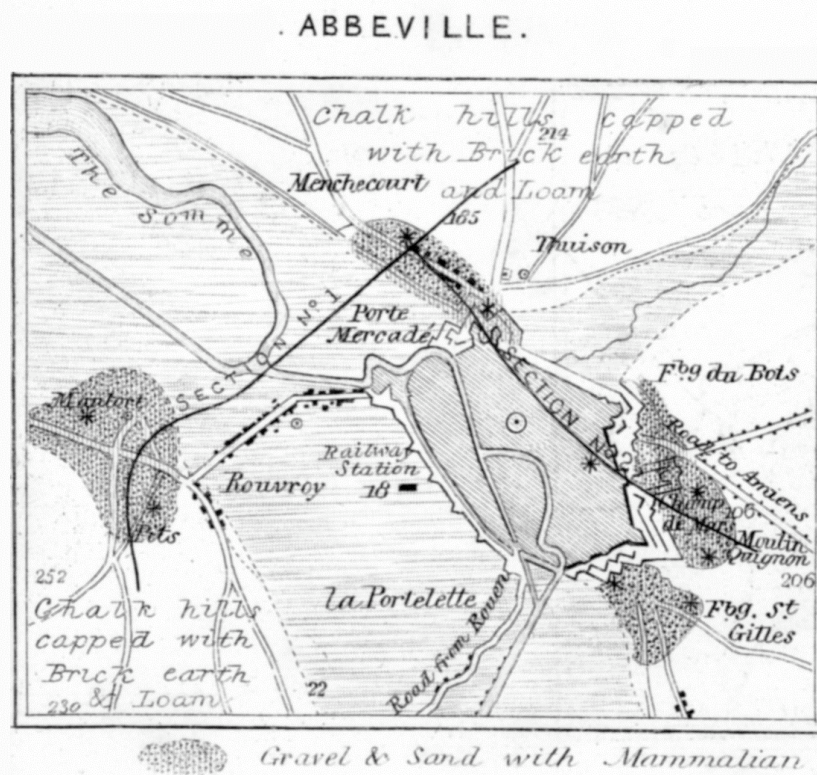 . ABBEVILLE.
Chalk hills capped
214
with Brick earth
Menchecourt
and Loam
185
The Somme
Thuison
SECTION Nº 1
Porte
Mercadé
SECTION Nº 2
Fbg du Bois
Mautort
Road to Amiens
Railway
Station
18
Rouvroy
Champ
de Mars
106
Pits
Moulin
Quignon
206
252
la Portelette
Chalk hills
capped with
Brick earth
& Loam
230
22
Road from Rouen
Fbg. St
Gilles
Gravel & Sand with Mammalian